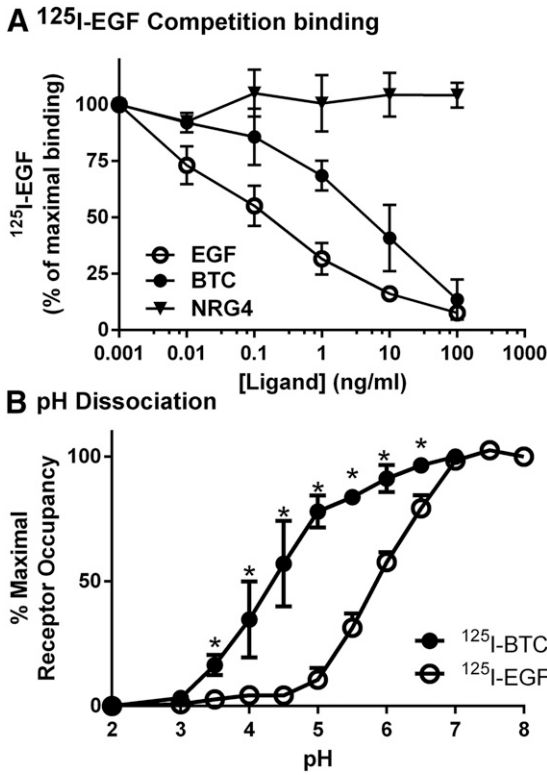 A ¹²⁵I-EGF Competition binding
¹²⁵I-EGF
(% of maximal binding)
100
75
50
25
0
EGF
BTC
NRG4
0.001 0.01 0.1 1 10 100 1000
[Ligand] (ng/ml)
B pH Dissociation
% Maximal
Receptor Occupancy
100
50
0
* * * * * * *
¹²⁵I-BTC
¹²⁵I-EGF
2 3 4 5 6 7 8
pH